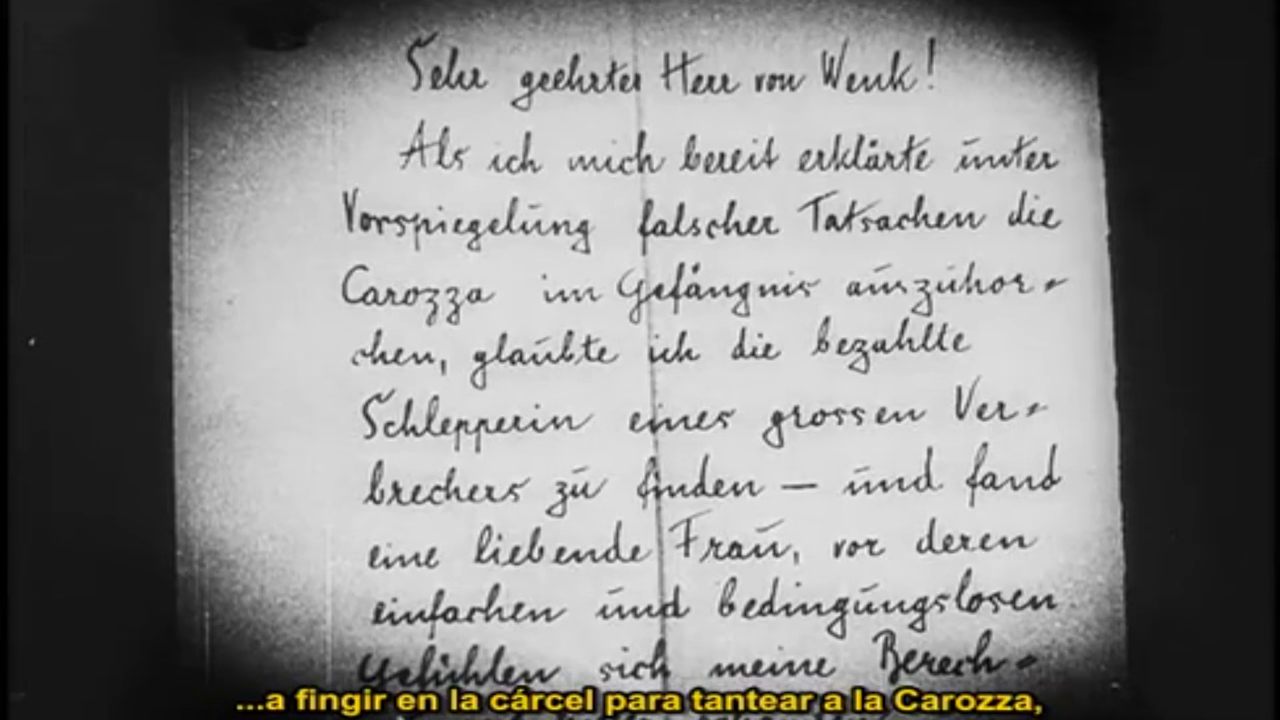 Sehr geehrter Herr von Wenk!
Als ich mich bereit erklärte unter
Vorspiegelung falscher Tatsachen die
Carozza im Gefängnis auszuhor-
chen, glaubte ich die bezahlte
Schlepperin eines grossen Ver-
brechers zu finden — und fand
eine liebende Frau, vor deren
einfachen und bedingungslosen
Gefühlen sich meine Berech-
...a fingir en la cárcel para tantear a la Carozza,